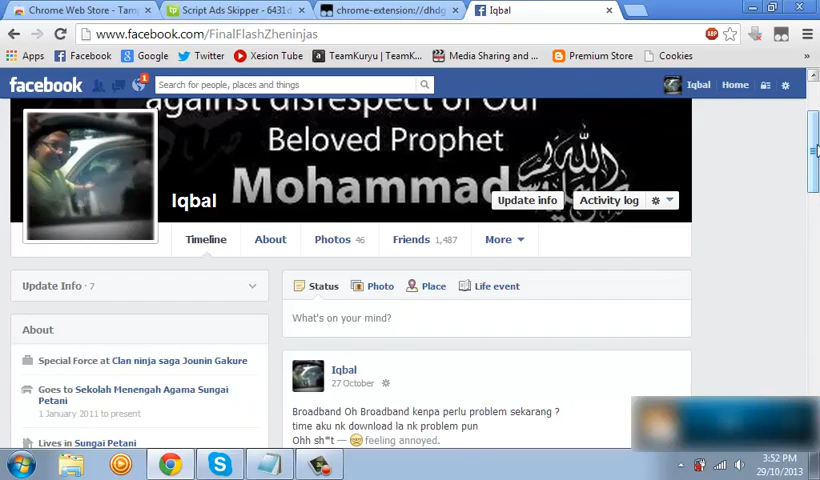 Chrome Web Store - Tam
Script Ads Skipper - 6431d
chrome-extension://dhdg
Iqbal
www.facebook.com/FinalFlashZheninjas
Apps
Facebook
Google
Twitter
Xesion Tube
TeamKuryu | TeamK...
Media Sharing and ...
Premium Store
Cookies
»
facebook
1
Search for people, places and things
Iqbal
Home
against disrespect of Our
Beloved Prophet
Mohammad
Iqbal
Update info
Activity log
Timeline
About
Photos 46
Friends 1,487
More
Update Info · 7
Status
Photo
Place
Life event
What's on your mind?
About
Special Force at Clan ninja saga Jounin Gakure
Goes to Sekolah Menengah Agama Sungai
Petani
1 January 2011 to present
Lives in Sungai Petani
Iqbal
27 October
Broadband Oh Broadband kenpa perlu problem sekarang ?
time aku nk download la nk problem pun
Ohh sh*t — feeling annoyed.
3:52 PM
29/10/2013